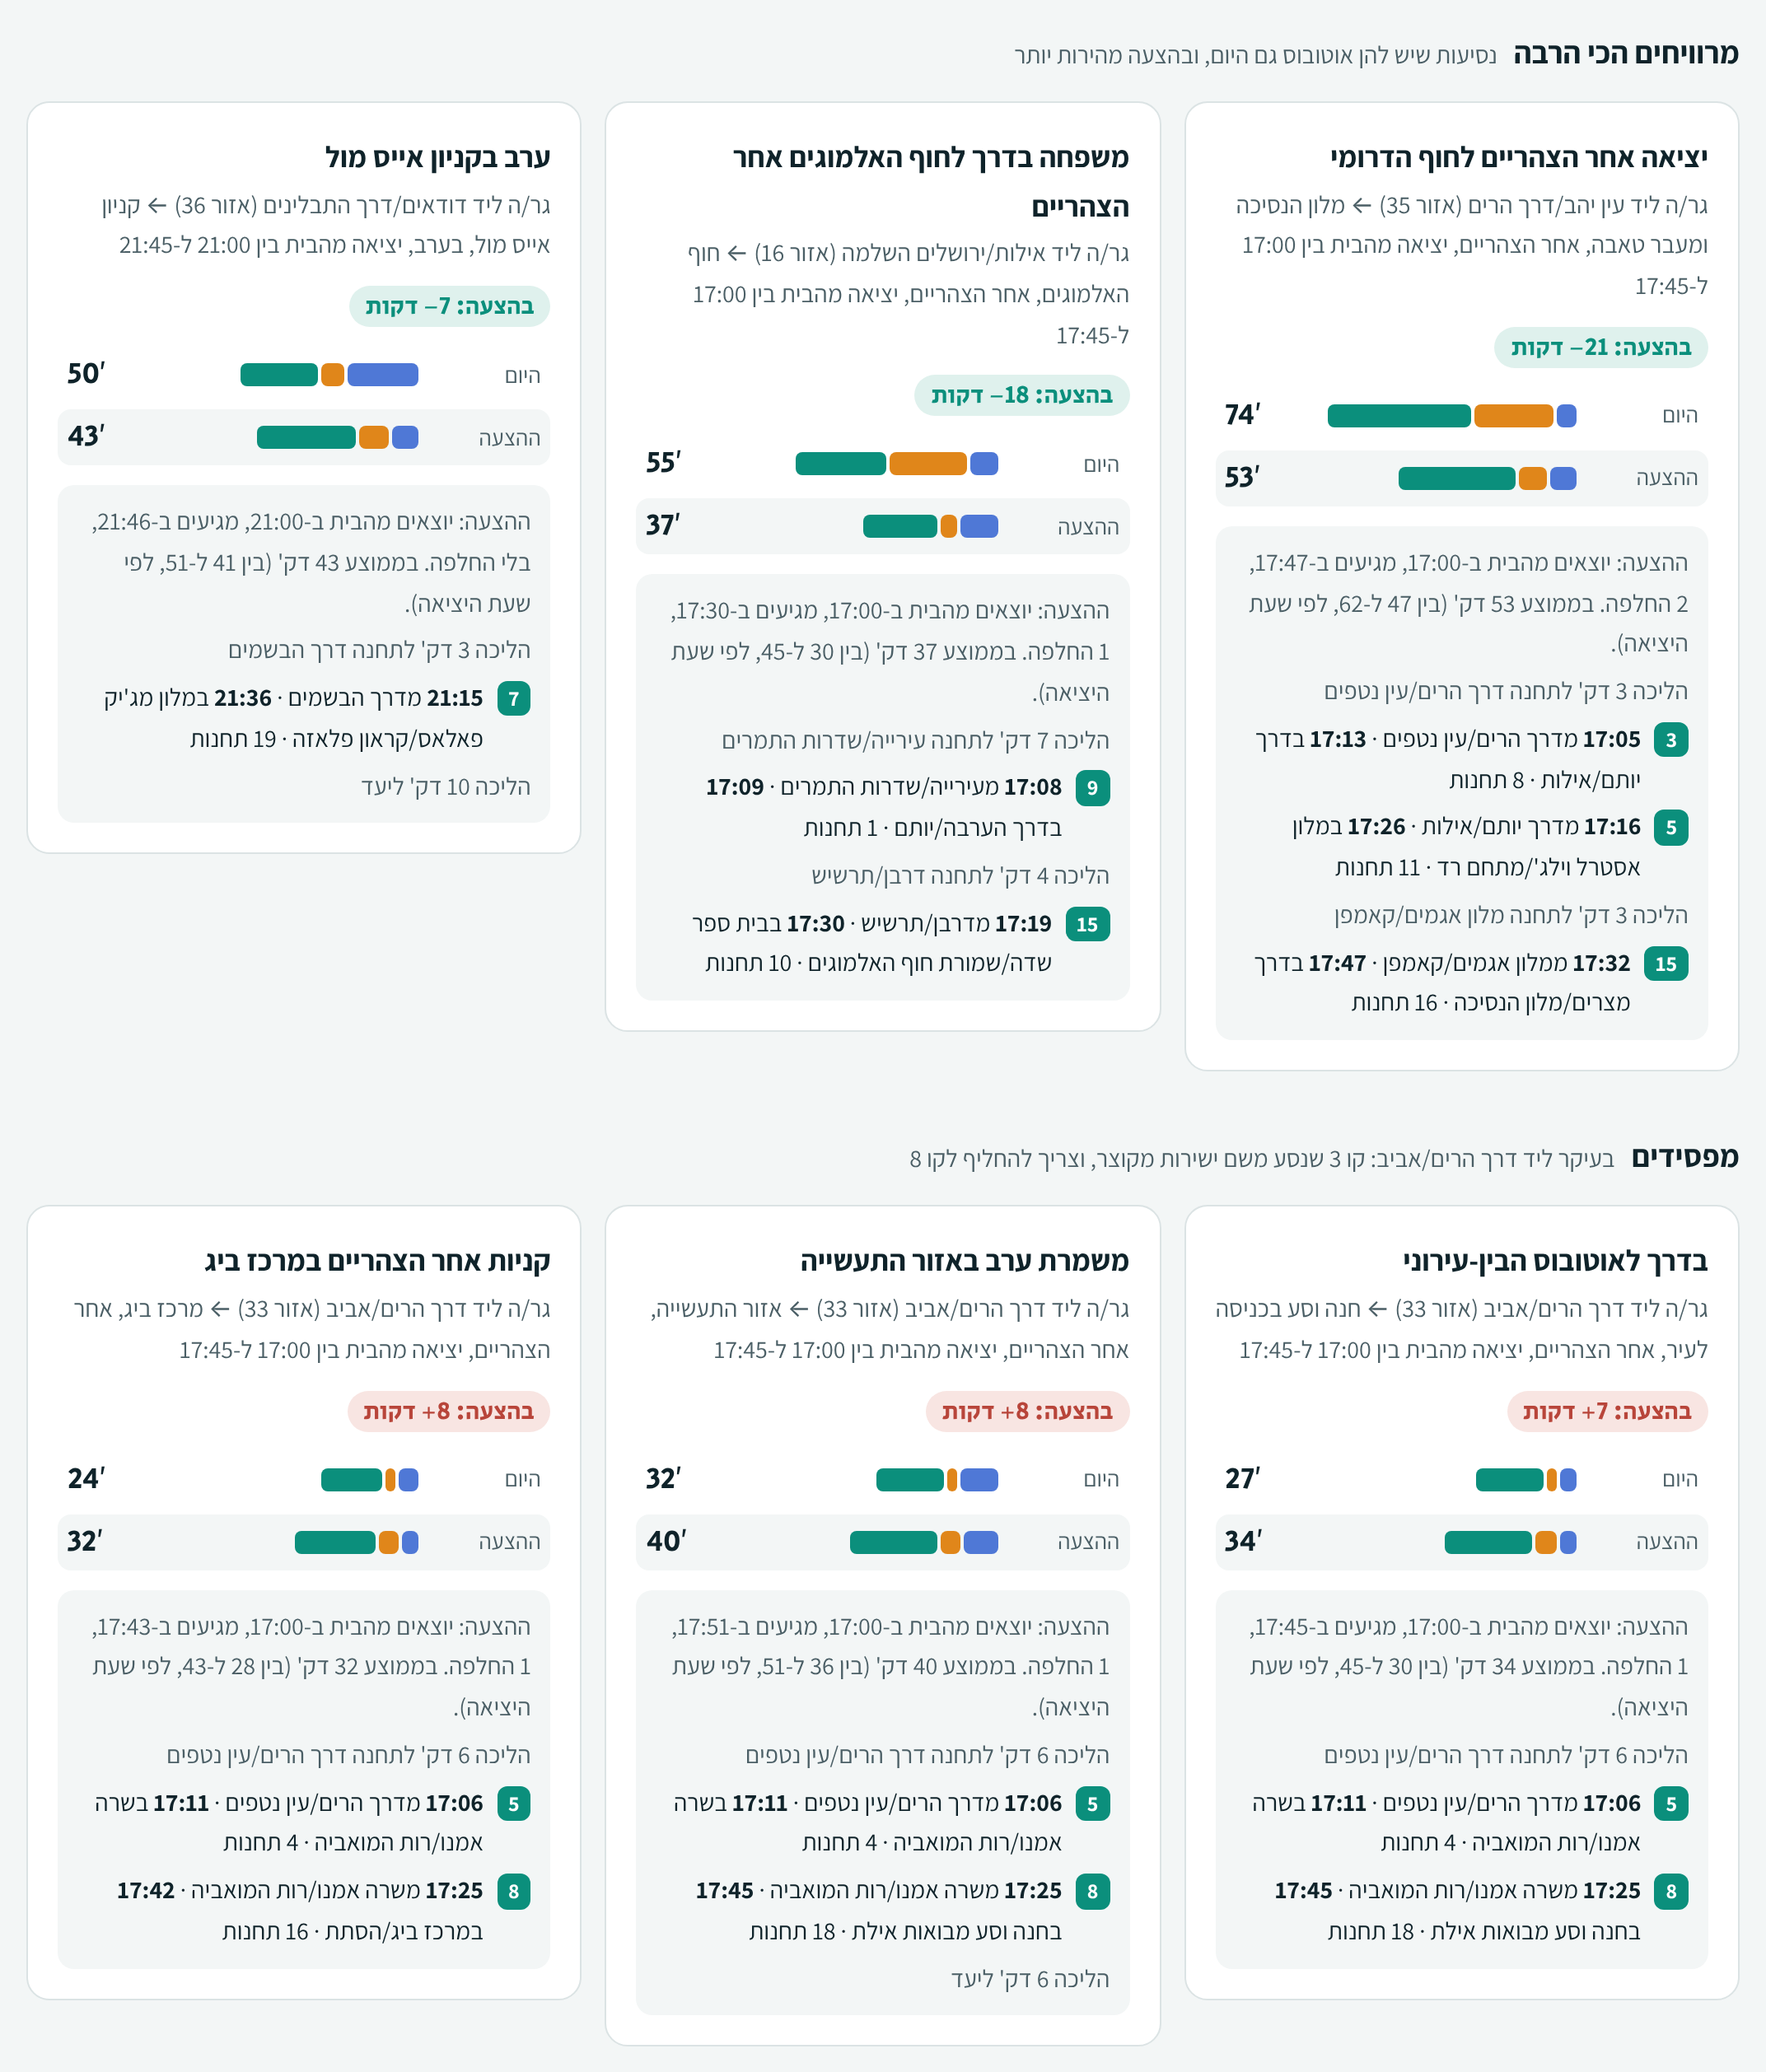 מרוויחים הכי הרבה נסיעות שיש להן אוטובוס גם היום, ובהצעה מהירות יותר
יציאה אחר הצהריים לחוף הדרומי
גר/ה ליד עין יהב/דרך הרים (אזור 35) ← מלון הנסיכה
ומעבר טאבה, אחר הצהריים, יציאה מהבית בין 17:00
ל-17:45
בהצעה: −21 דקות
היום 74′
ההצעה 53′
ההצעה: יוצאים מהבית ב-17:00, מגיעים ב-17:47,
2 החלפה. בממוצע 53 דק' (בין 47 ל-62, לפי שעת
היציאה).
הליכה 3 דק' לתחנה דרך הרים/עין נטפים
3 17:05 מדרך הרים/עין נטפים · 17:13 בדרך
יותם/אילות · 8 תחנות
5 17:16 מדרך יותם/אילות · 17:26 במלון
אסטרל וילג'/מתחם רד · 11 תחנות
הליכה 3 דק' לתחנה מלון אגמים/קאמפן
15 17:32 ממלון אגמים/קאמפן · 17:47 בדרך
מצרים/מלון הנסיכה · 16 תחנות
משפחה בדרך לחוף האלמוגים אחר
הצהריים
גר/ה ליד אילות/ירושלים השלמה (אזור 16) ← חוף
האלמוגים, אחר הצהריים, יציאה מהבית בין 17:00
ל-17:45
בהצעה: −18 דקות
היום 55′
ההצעה 37′
ההצעה: יוצאים מהבית ב-17:00, מגיעים ב-17:30,
1 החלפה. בממוצע 37 דק' (בין 30 ל-45, לפי שעת
היציאה).
הליכה 7 דק' לתחנה עירייה/שדרות התמרים
9 17:08 מעירייה/שדרות התמרים · 17:09
בדרך הערבה/יותם · 1 תחנות
הליכה 4 דק' לתחנה דרבן/תרשיש
15 17:19 מדרבן/תרשיש · 17:30 בבית ספר
שדה/שמורת חוף האלמוגים · 10 תחנות
ערב בקניון אייס מול
גר/ה ליד דודאים/דרך התבלינים (אזור 36) ← קניון
אייס מול, בערב, יציאה מהבית בין 21:00 ל-21:45
בהצעה: −7 דקות
היום 50′
ההצעה 43′
ההצעה: יוצאים מהבית ב-21:00, מגיעים ב-21:46,
בלי החלפה. בממוצע 43 דק' (בין 41 ל-51, לפי
שעת היציאה).
הליכה 3 דק' לתחנה דרך הבשמים
7 21:15 מדרך הבשמים · 21:36 במלון מג'יק
פאלאס/קראון פלאזה · 19 תחנות
הליכה 10 דק' ליעד
מפסידים בעיקר ליד דרך הרים/אביב: קו 3 שנסע משם ישירות מקוצר, וצריך להחליף לקו 8
בדרך לאוטובוס הבין-עירוני
גר/ה ליד דרך הרים/אביב (אזור 33) ← חנה וסע בכניסה
לעיר, אחר הצהריים, יציאה מהבית בין 17:00 ל-17:45
בהצעה: +7 דקות
היום 27′
ההצעה 34′
ההצעה: יוצאים מהבית ב-17:00, מגיעים ב-17:45,
1 החלפה. בממוצע 34 דק' (בין 30 ל-45, לפי שעת
היציאה).
הליכה 6 דק' לתחנה דרך הרים/עין נטפים
5 17:06 מדרך הרים/עין נטפים · 17:11 בשרה
אמנו/רות המואביה · 4 תחנות
8 17:25 משרה אמנו/רות המואביה · 17:45
בחנה וסע מבואות אילת · 18 תחנות
משמרת ערב באזור התעשייה
גר/ה ליד דרך הרים/אביב (אזור 33) ← אזור התעשייה,
אחר הצהריים, יציאה מהבית בין 17:00 ל-17:45
בהצעה: +8 דקות
היום 32′
ההצעה 40′
ההצעה: יוצאים מהבית ב-17:00, מגיעים ב-17:51,
1 החלפה. בממוצע 40 דק' (בין 36 ל-51, לפי שעת
היציאה).
הליכה 6 דק' לתחנה דרך הרים/עין נטפים
5 17:06 מדרך הרים/עין נטפים · 17:11 בשרה
אמנו/רות המואביה · 4 תחנות
8 17:25 משרה אמנו/רות המואביה · 17:45
בחנה וסע מבואות אילת · 18 תחנות
הליכה 6 דק' ליעד
קניות אחר הצהריים במרכז ביג
גר/ה ליד דרך הרים/אביב (אזור 33) ← מרכז ביג, אחר
הצהריים, יציאה מהבית בין 17:00 ל-17:45
בהצעה: +8 דקות
היום 24′
ההצעה 32′
ההצעה: יוצאים מהבית ב-17:00, מגיעים ב-17:43,
1 החלפה. בממוצע 32 דק' (בין 28 ל-43, לפי שעת
היציאה).
הליכה 6 דק' לתחנה דרך הרים/עין נטפים
5 17:06 מדרך הרים/עין נטפים · 17:11 בשרה
אמנו/רות המואביה · 4 תחנות
8 17:25 משרה אמנו/רות המואביה · 17:42
במרכז ביג/הסתת · 16 תחנות